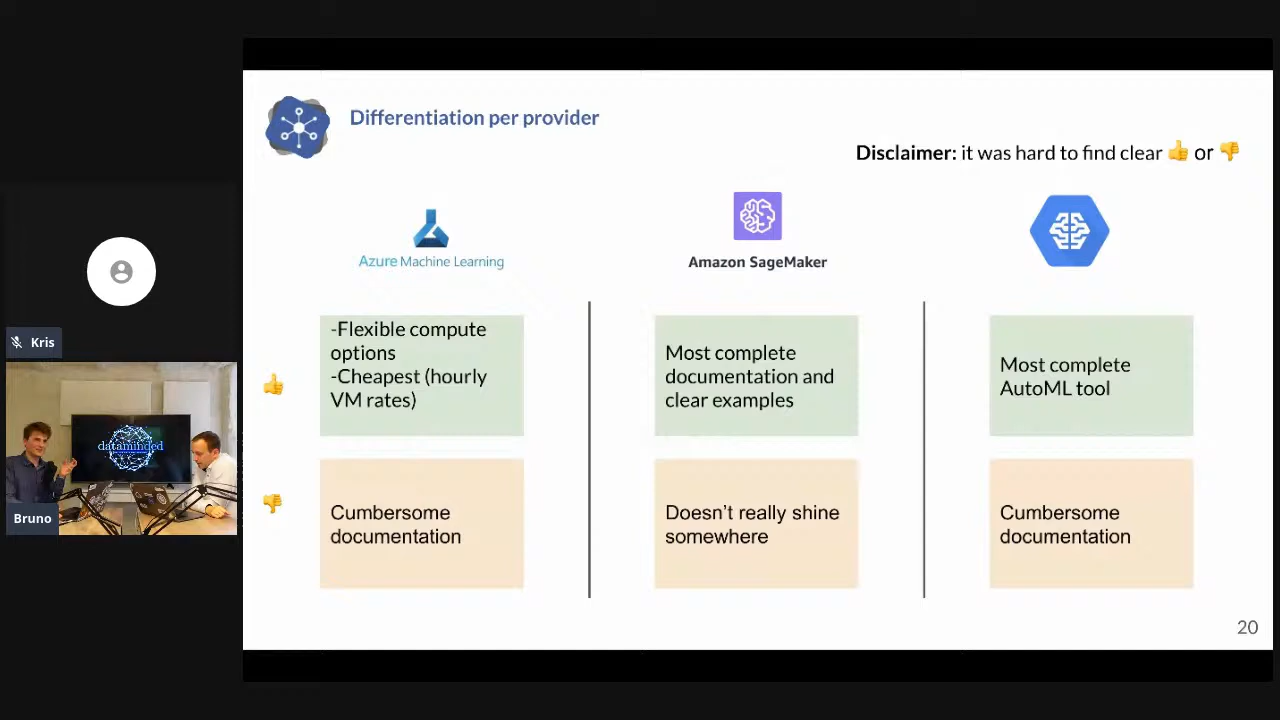 Differentiation per provider
Disclaimer: it was hard to find clear 👍 or 👎
Azure Machine Learning
Amazon SageMaker
-Flexible compute
options
-Cheapest (hourly
VM rates)
Most complete
documentation and
clear examples
Most complete
AutoML tool
Cumbersome
documentation
Doesn't really shine
somewhere
Cumbersome
documentation
20
Kris
dataminded
Bruno